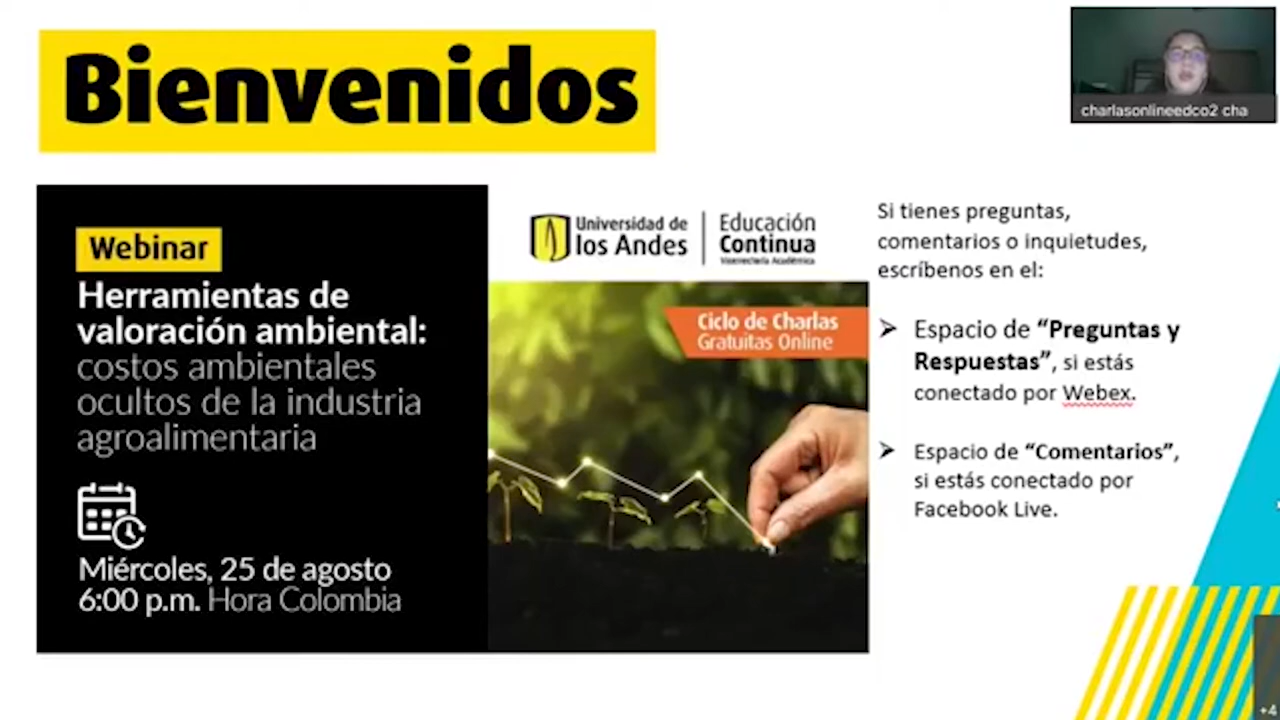 Bienvenidos
charlasonlineedco2 cha
Webinar
Herramientas de
valoración ambiental:
costos ambientales
ocultos de la industria
agroalimentaria
Miércoles, 25 de agosto
6:00 p.m. Hora Colombia
Universidad de
los Andes
Educación
Continua
Vicerrectoría Académica
Ciclo de Charlas
Gratuitas Online
Si tienes preguntas,
comentarios o inquietudes,
escríbenos en el:
Espacio de “Preguntas y
Respuestas”, si estás
conectado por Webex.
Espacio de “Comentarios”,
si estás conectado por
Facebook Live.
+4